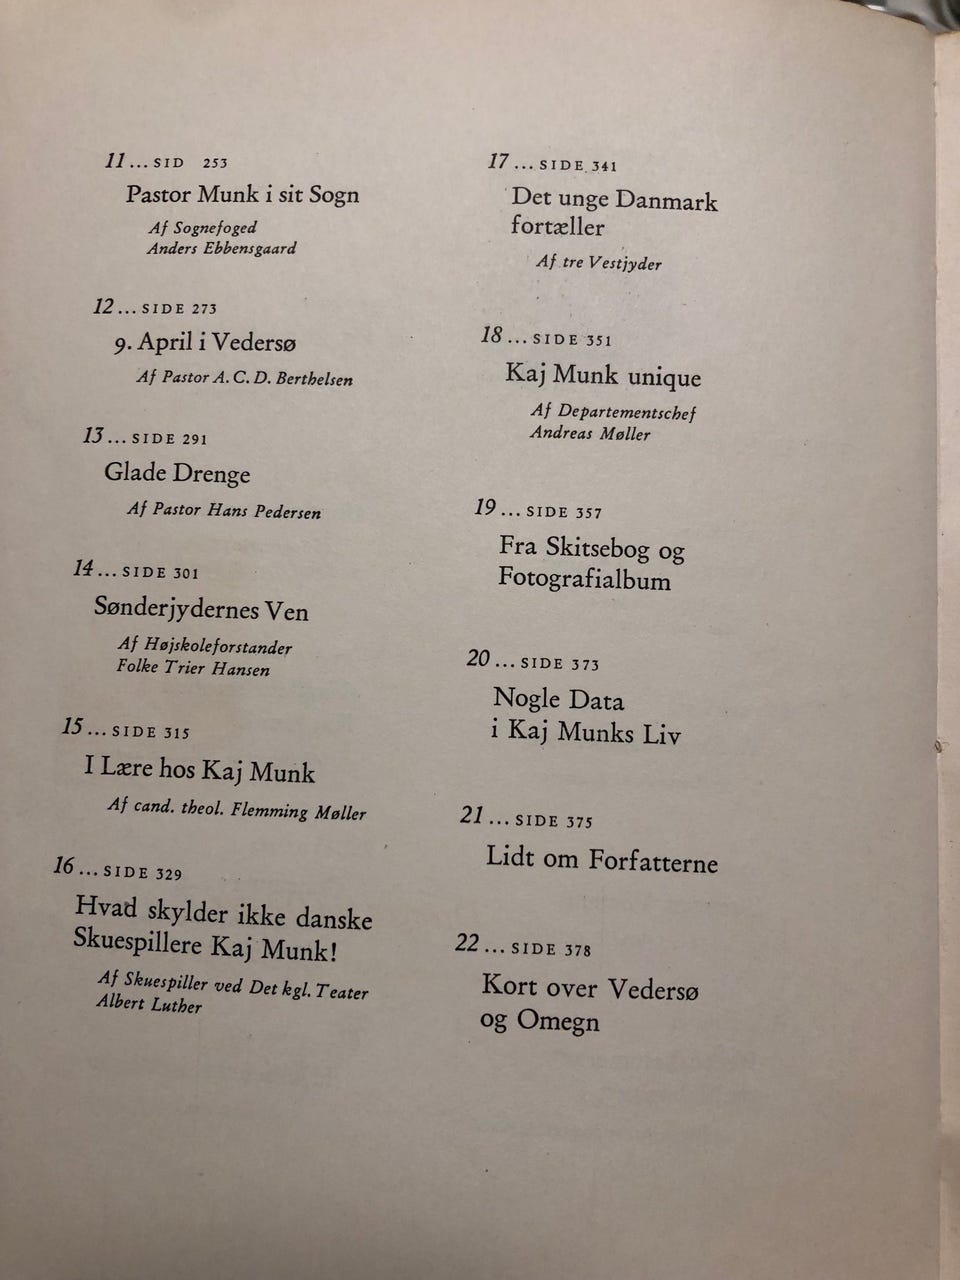 11... SID 253
Pastor Munk i sit Sogn
Af Sognefoged
Anders Ebbensgaard
12... SIDE 273
9. April i Vedersø
Af Pastor A. C. D. Berthelsen
13... SIDE 291
Glade Drenge
Af Pastor Hans Pedersen
14... SIDE 301
Sønderjydernes Ven
Af Højskoleforstander
Folke Trier Hansen
15... SIDE 315
I Lære hos Kaj Munk
Af cand. theol. Flemming Møller
16... SIDE 329
Hvad skylder ikke danske
Skuespillere Kaj Munk!
Af Skuespiller ved Det kgl. Teater
Albert Luther
17... SIDE 341
Det unge Danmark
fortæller
Af tre Vestjyder
18... SIDE 351
Kaj Munk unique
Af Departementschef
Andreas Møller
19... SIDE 357
Fra Skitsebog og
Fotografialbum
20... SIDE 373
Nogle Data
i Kaj Munks Liv
21... SIDE 375
Lidt om Forfatterne
22... SIDE 378
Kort over Vedersø
og Omegn